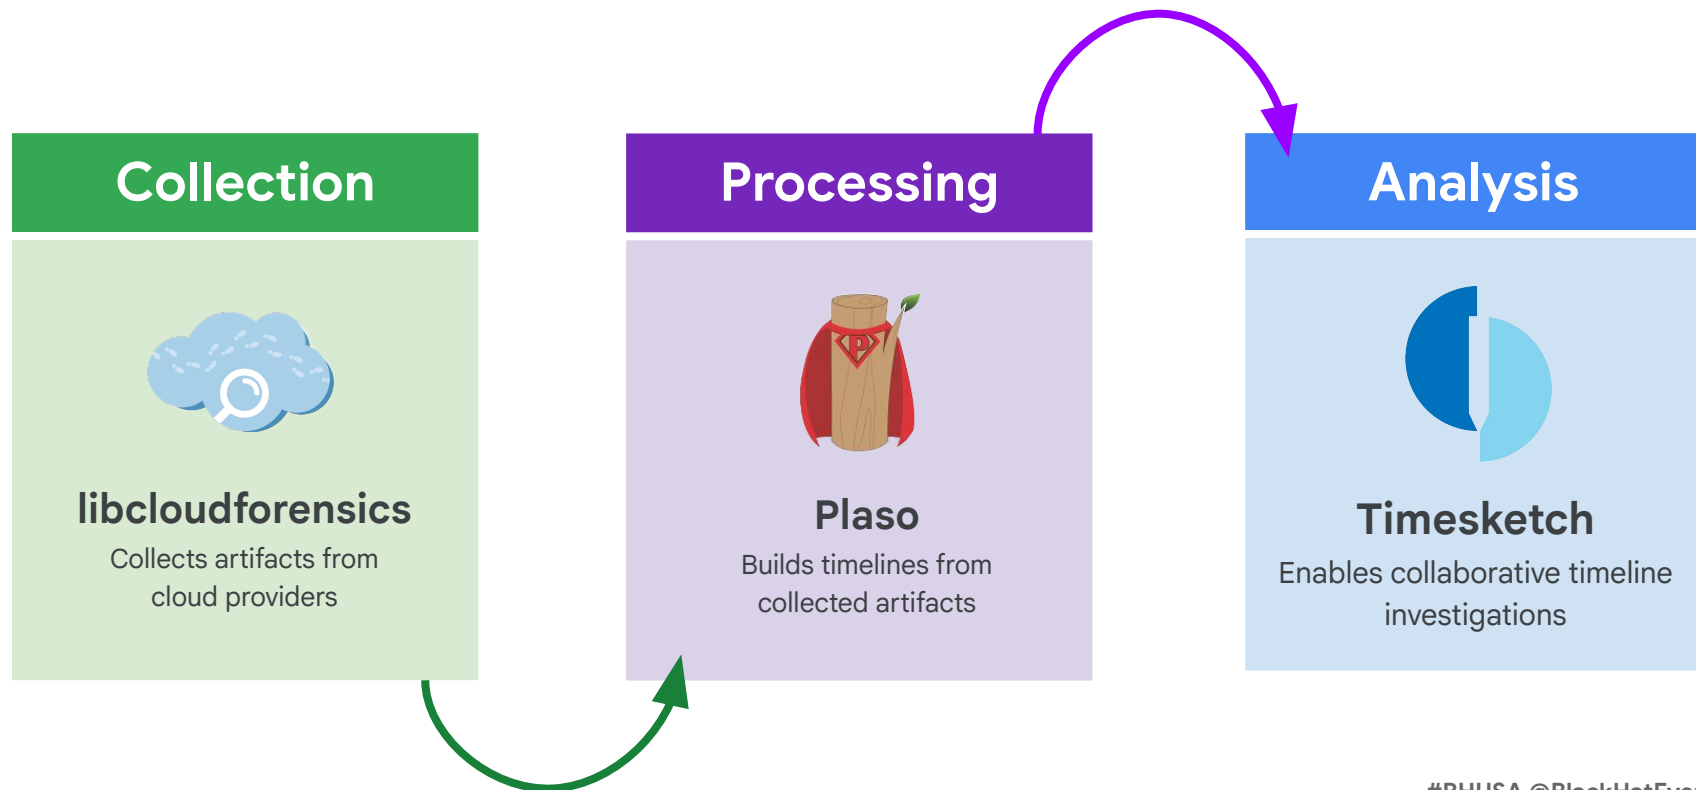 Collection
libcloudforensics
Collects artifacts from
cloud providers
Processing
P
Plaso
Builds timelines from
collected artifacts
Analysis
Timesketch
Enables collaborative timeline
investigations
#BHUSA